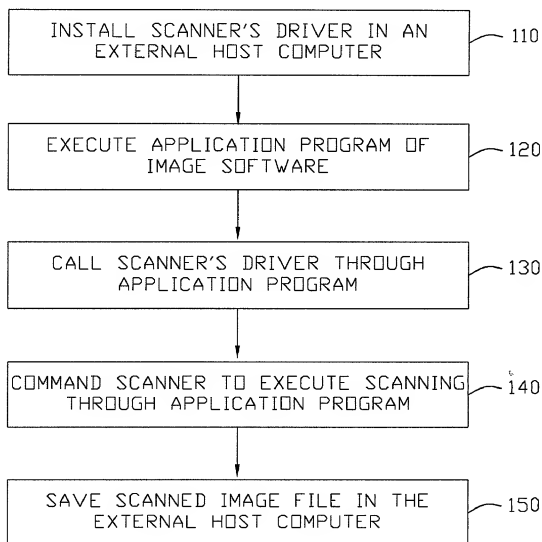 INSTALL SCANNER'S DRIVER IN AN
EXTERNAL HOST COMPUTER
110
EXECUTE APPLICATION PROGRAM OF
IMAGE SOFTWARE
120
CALL SCANNER'S DRIVER THROUGH
APPLICATION PROGRAM
130
COMMAND SCANNER TO EXECUTE SCANNING
THROUGH APPLICATION PROGRAM
140
SAVE SCANNED IMAGE FILE IN THE
EXTERNAL HOST COMPUTER
150